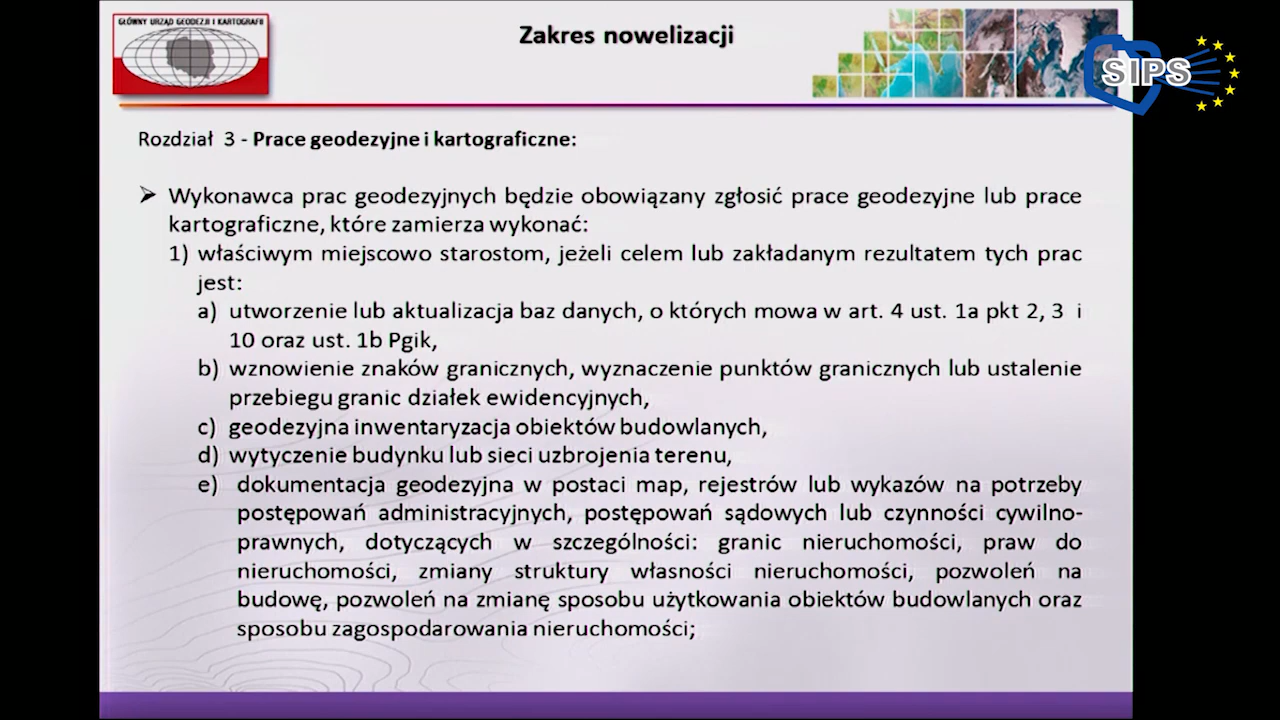 GŁÓWNY URZĄD GEODEZJI I KARTOGRAFII
Zakres nowelizacji
SIPS
Rozdział 3 - Prace geodezyjne i kartograficzne:
➢ Wykonawca prac geodezyjnych będzie obowiązany zgłosić prace geodezyjne lub prace
kartograficzne, które zamierza wykonać:
1) właściwym miejscowo starostom, jeżeli celem lub zakładanym rezultatem tych prac
jest:
a) utworzenie lub aktualizacja baz danych, o których mowa w art. 4 ust. 1a pkt 2, 3 i
10 oraz ust. 1b Pgik,
b) wznowienie znaków granicznych, wyznaczenie punktów granicznych lub ustalenie
przebiegu granic działek ewidencyjnych,
c) geodezyjna inwentaryzacja obiektów budowlanych,
d) wytyczenie budynku lub sieci uzbrojenia terenu,
e) dokumentacja geodezyjna w postaci map, rejestrów lub wykazów na potrzeby
postępowań administracyjnych, postępowań sądowych lub czynności cywilno-
prawnych, dotyczących w szczególności: granic nieruchomości, praw do
nieruchomości, zmiany struktury własności nieruchomości, pozwoleń na
budowę, pozwoleń na zmianę sposobu użytkowania obiektów budowlanych oraz
sposobu zagospodarowania nieruchomości;